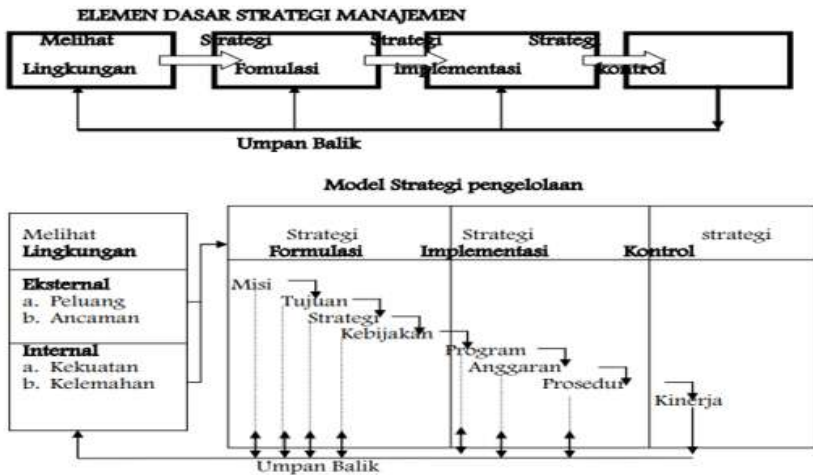 ELEMEN DASAR STRATEGI MANAJEMEN
Melihat Strategi Strategi Strategi
Lingkungan Fomulasi implementasi kontrol
Umpan Balik
Model Strategi pengelolaan
Melihat Strategi Strategi strategi
Lingkungan Formulasi Implementasi Kontrol
Eksternal
a. Peluang
b. Ancaman
Internal
a. Kekuatan
b. Kelemahan
Misi
Tujuan
Strategi
Kebijakan
Program
Anggaran
Prosedur
Kinerja
Umpan Balik